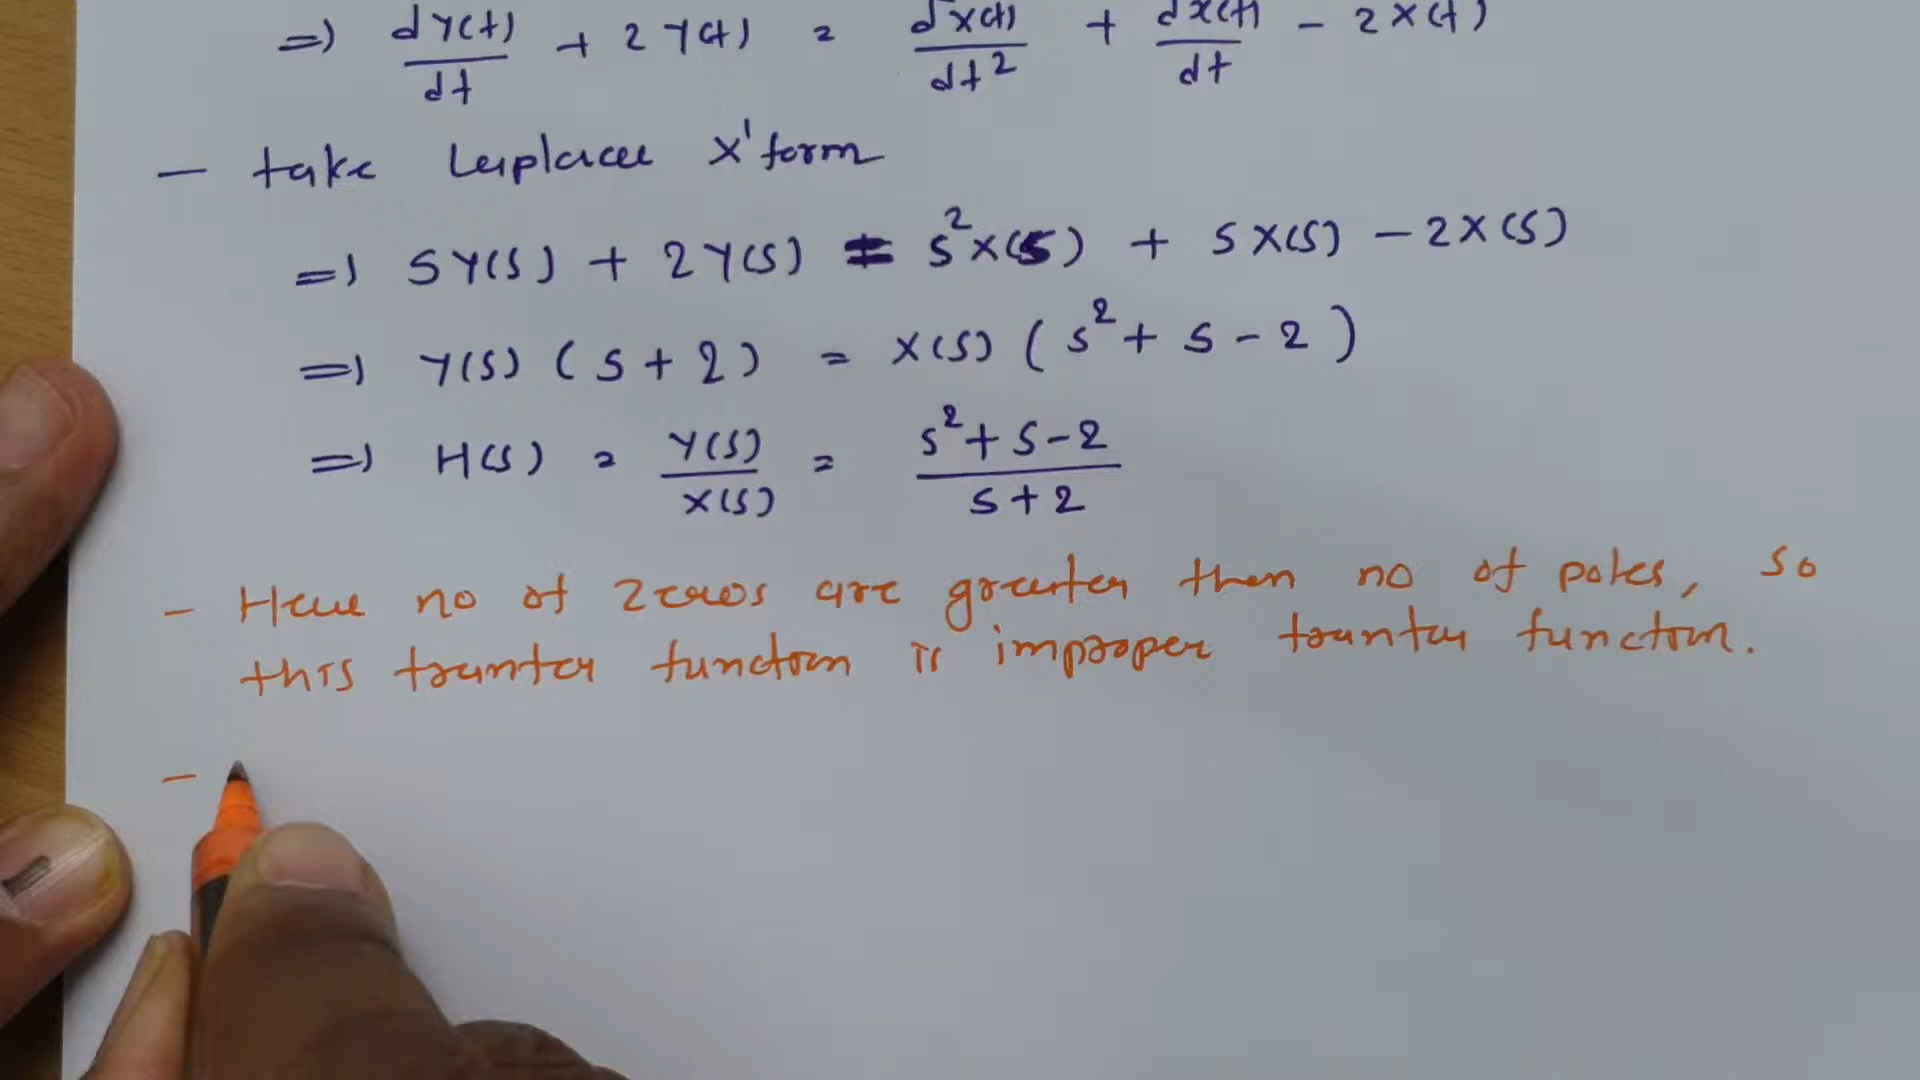 => dy(t)/dt + 2y(t) = dx(t)/dt² + dx(t)/dt - 2x(t)
- take Laplace X'form
=> SY(S) + 2Y(S) = S²X(S) + SX(S) - 2X(S)
=> Y(S) (S + 2) = X(S) (S² + S - 2)
=> H(S) = Y(S)/X(S) = S² + S - 2 / S + 2
- Here no of zeros are greater than no of poles, so
this transfer function is improper transfer function.
-